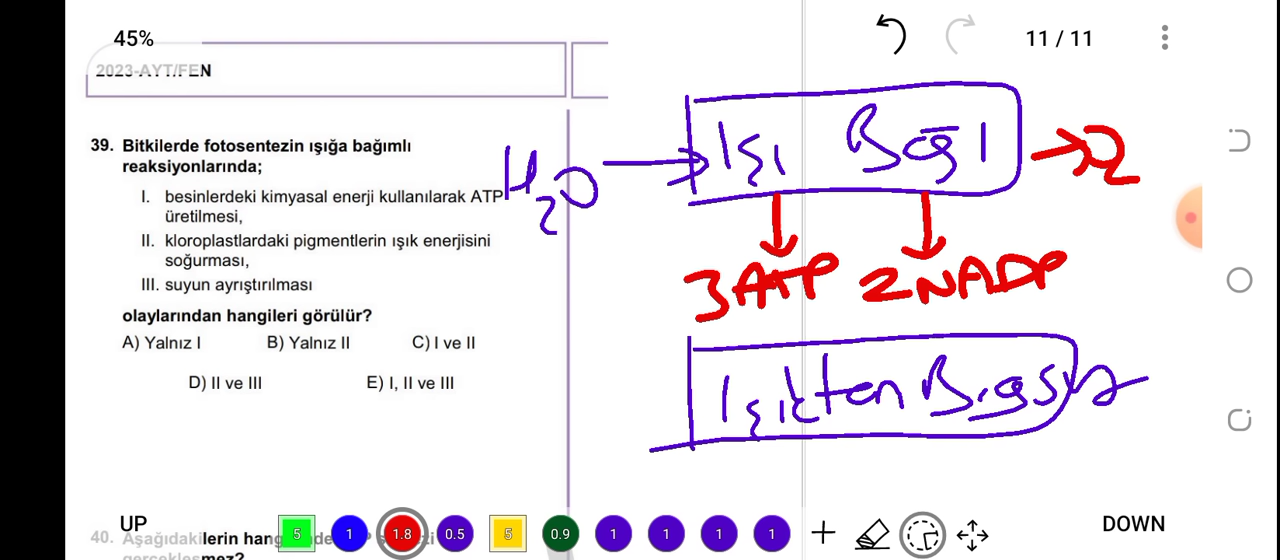 45%
11 / 11
2023-AYT/FEN
39. Bitkilerde fotosentezin ışığa bağımlı
reaksiyonlarında;
I. besinlerdeki kimyasal enerji kullanılarak ATP
üretilmesi,
II. kloroplastlardaki pigmentlerin ışık enerjisini
soğurması,
III. suyun ayrıştırılması
olaylarından hangileri görülür?
A) Yalnız I B) Yalnız II C) I ve II
D) II ve III E) I, II ve III
H2O
Işı Bağl
O2
3ATP 2NADP
Işıktan
UP
5 1 1.8 0.5 5 0.9 1 1 1 1
DOWN
40. Aşağıdakilerin